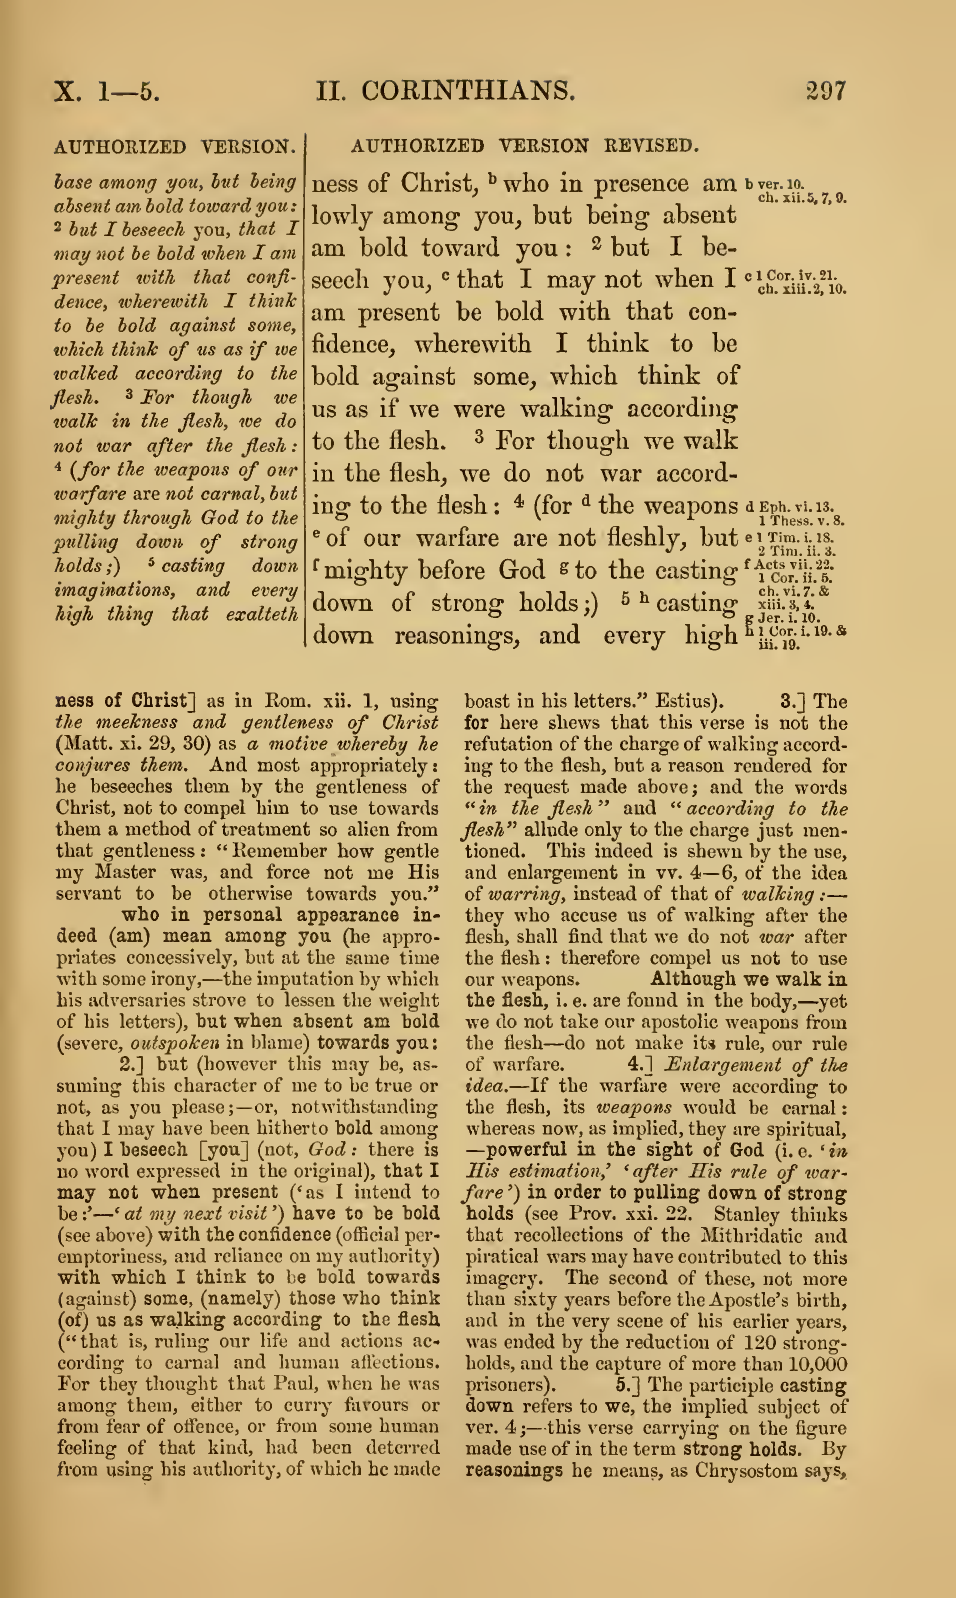 X. 1—5.
II. CORINTHIANS.
297
AUTHORIZED VERSION.
base among you, but being
absent am bold toward you:
2 but I beseech you, that I
may not be bold when I am
present with that confi-
dence, wherewith I think
to be bold against some,
which think of us as if we
walked according to the
flesh. 3 For though we
walk in the flesh, we do
not war after the flesh:
4 (for the weapons of our
warfare are not carnal, but
mighty through God to the
pulling down of strong
holds;) 5 casting down
imaginations, and every
high thing that exalteth
AUTHORIZED VERSION REVISED.
ness of Christ, b who in presence am
lowly among you, but being absent
am bold toward you : 2 but I be-
seech you, c that I may not when I
am present be bold with that con-
fidence, wherewith I think to be
bold against some, which think of
us as if we were walking according
to the flesh. 3 For though we walk
in the flesh, we do not war accord-
ing to the flesh : 4 (for d the weapons
e of our warfare are not fleshly, but
f mighty before God g to the casting
down of strong holds ;) 5 h casting
down reasonings, and every high
b ver. 10.
ch. xii. 5, 7, 9.
c 1 Cor. iv. 21.
ch. xiii. 2, 10.
d Eph. vi. 13.
1 Thess. v. 8.
e 1 Tim. i. 18.
2 Tim. ii. 3.
f Acts vii. 22.
1 Cor. ii. 5.
ch. vi. 7. &
xiii. 3, 4.
g Jer. i. 10.
h 1 Cor. i. 19. &
iii. 19.
ness of Christ] as in Rom. xii. 1, using
the meekness and gentleness of Christ
(Matt. xi. 29, 30) as a motive whereby he
conjures them. And most appropriately:
he beseeches them by the gentleness of
Christ, not to compel him to use towards
them a method of treatment so alien from
that gentleness : “Remember how gentle
my Master was, and force not me His
servant to be otherwise towards you.”
who in personal appearance in-
deed (am) mean among you (he appro-
priates concessively, but at the same time
with some irony,—the imputation by which
his adversaries strove to lessen the weight
of his letters), but when absent am bold
(severe, outspoken in blame) towards you:
2.] but (however this may be, as-
suming this character of me to be true or
not, as you please;—or, notwithstanding
that I may have been hitherto bold among
you) I beseech [you] (not, God : there is
no word expressed in the original), that I
may not when present (‘as I intend to
be:’—‘at my next visit’) have to be bold
(see above) with the confidence (official per-
emptoriness, and reliance on my authority)
with which I think to be bold towards
(against) some, (namely) those who think
(of) us as walking according to the flesh
(“that is, ruling our life and actions ac-
cording to carnal and human affections.
For they thought that Paul, when he was
among them, either to curry favours or
from fear of offence, or from some human
feeling of that kind, had been deterred
from using his authority, of which he made
boast in his letters.” Estius). 3.] The
for here shews that this verse is not the
refutation of the charge of walking accord-
ing to the flesh, but a reason rendered for
the request made above; and the words
“in the flesh” and “according to the
flesh” allude only to the charge just men-
tioned. This indeed is shewn by the use,
and enlargement in vv. 4—6, of the idea
of warring, instead of that of walking :—
they who accuse us of walking after the
flesh, shall find that we do not war after
the flesh : therefore compel us not to use
our weapons. Although we walk in
the flesh, i. e. are found in the body,—yet
we do not take our apostolic weapons from
the flesh—do not make its rule, our rule
of warfare. 4.] Enlargement of the
idea.—If the warfare were according to
the flesh, its weapons would be carnal :
whereas now, as implied, they are spiritual,
—powerful in the sight of God (i. e. ‘in
His estimation,’ ‘after His rule of war-
fare’) in order to pulling down of strong
holds (see Prov. xxi. 22. Stanley thinks
that recollections of the Mithridatic and
piratical wars may have contributed to this
imagery. The second of these, not more
than sixty years before the Apostle’s birth,
and in the very scene of his earlier years,
was ended by the reduction of 120 strong-
holds, and the capture of more than 10,000
prisoners). 5.] The participle casting
down refers to we, the implied subject of
ver. 4 ;—this verse carrying on the figure
made use of in the term strong holds. By
reasonings he means, as Chrysostom says,